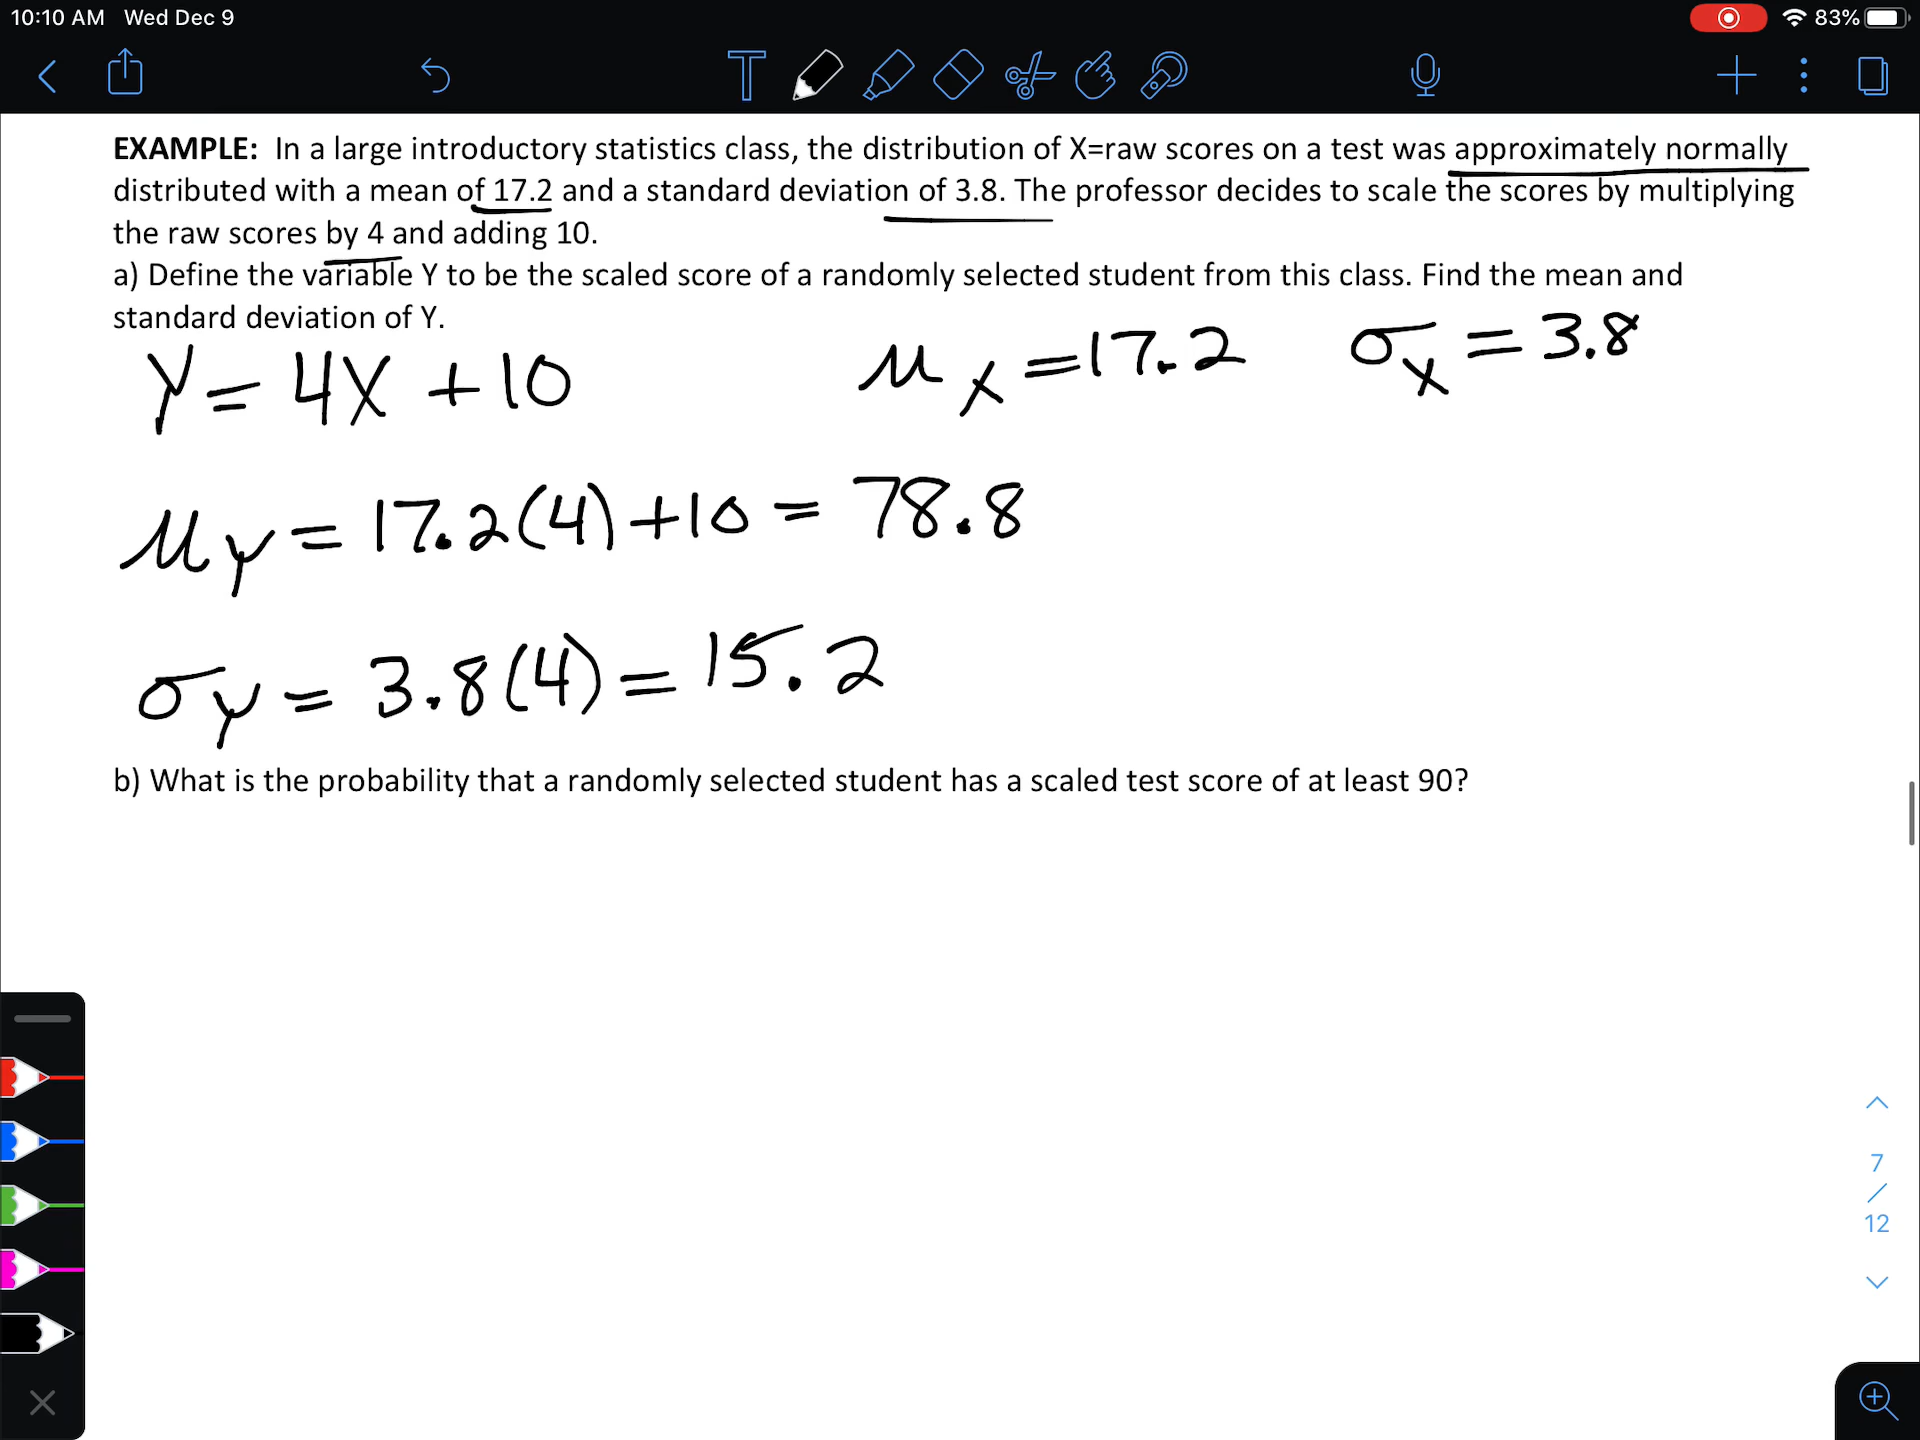 10:10 AM Wed Dec 9
83%
T
EXAMPLE: In a large introductory statistics class, the distribution of X=raw scores on a test was approximately normally
distributed with a mean of 17.2 and a standard deviation of 3.8. The professor decides to scale the scores by multiplying
the raw scores by 4 and adding 10.
a) Define the variable Y to be the scaled score of a randomly selected student from this class. Find the mean and
standard deviation of Y.
Y = 4X + 10
μ_X = 17.2 σ_X = 3.8
μ_Y = 17.2(4) + 10 = 78.8
σ_Y = 3.8(4) = 15.2
b) What is the probability that a randomly selected student has a scaled test score of at least 90?
7
/
12